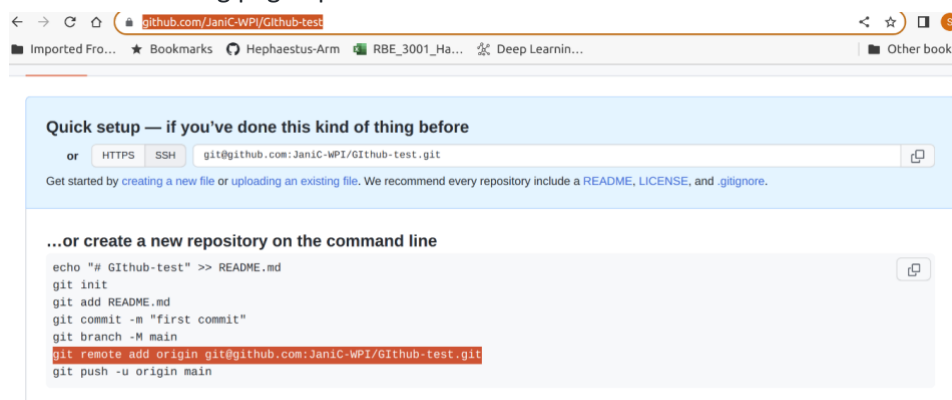 github.com/JaniC-WPI/GIthub-test
Imported Fro... Bookmarks Hephaestus-Arm RBE_3001_Ha... Deep Learnin... Other book
Quick setup — if you've done this kind of thing before
or HTTPS SSH git@github.com:JaniC-WPI/GIthub-test.git
Get started by creating a new file or uploading an existing file. We recommend every repository include a README, LICENSE, and .gitignore.
...or create a new repository on the command line
echo "# GIthub-test" >> README.md
git init
git add README.md
git commit -m "first commit"
git branch -M main
git remote add origin git@github.com:JaniC-WPI/GIthub-test.git
git push -u origin main